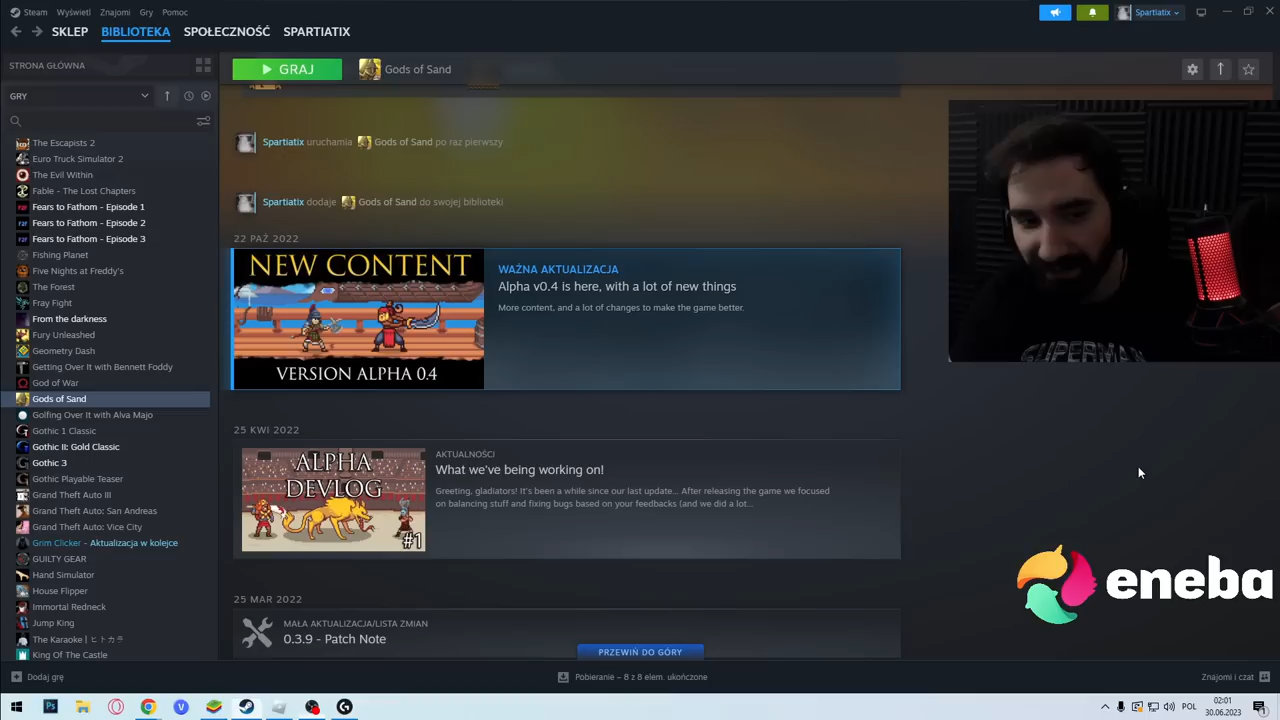 Steam Wyświetl Znajomi Gry Pomoc
Spartiatix
SKLEP BIBLIOTEKA SPOŁECZNOŚĆ SPARTIATIX
STRONA GŁÓWNA
GRAJ
Gods of Sand
GRY
Spartiatix uruchamia Gods of Sand po raz pierwszy
Spartiatix dodaje Gods of Sand do swojej biblioteki
22 PAŹ 2022
NEW CONTENT
VERSION ALPHA 0.4
WAŻNA AKTUALIZACJA
Alpha v0.4 is here, with a lot of new things
More content, and a lot of changes to make the game better.
25 KWI 2022
ALPHA
DEVLOG
#1
AKTUALNOŚCI
What we've being working on!
Greeting, gladiators! It's been a while since our last update... After releasing the game we focused
on balancing stuff and fixing bugs based on your feedbacks (and we did a lot...
25 MAR 2022
MAŁA AKTUALIZACJA/LISTA ZMIAN
0.3.9 - Patch Note
PRZEWIŃ DO GÓRY
The Escapists 2
Euro Truck Simulator 2
The Evil Within
Fable - The Lost Chapters
Fears to Fathom - Episode 1
Fears to Fathom - Episode 2
Fears to Fathom - Episode 3
Fishing Planet
Five Nights at Freddy's
The Forest
Fray Fight
From the darkness
Fury Unleashed
Geometry Dash
Getting Over It with Bennett Foddy
God of War
Gods of Sand
Golfing Over It with Alva Majo
Gothic 1 Classic
Gothic II: Gold Classic
Gothic 3
Gothic Playable Teaser
Grand Theft Auto III
Grand Theft Auto: San Andreas
Grand Theft Auto: Vice City
Grim Clicker - Aktualizacja w kolejce
GUILTY GEAR
Hand Simulator
House Flipper
Immortal Redneck
Jump King
The Karaoke | ヒトカラ
King Of The Castle
SUPERMAN
eneba
Dodaj grę
Pobieranie – 8 z 8 elem. ukończone
Znajomi i czat
Ps
POL
02:01
30.06.2023